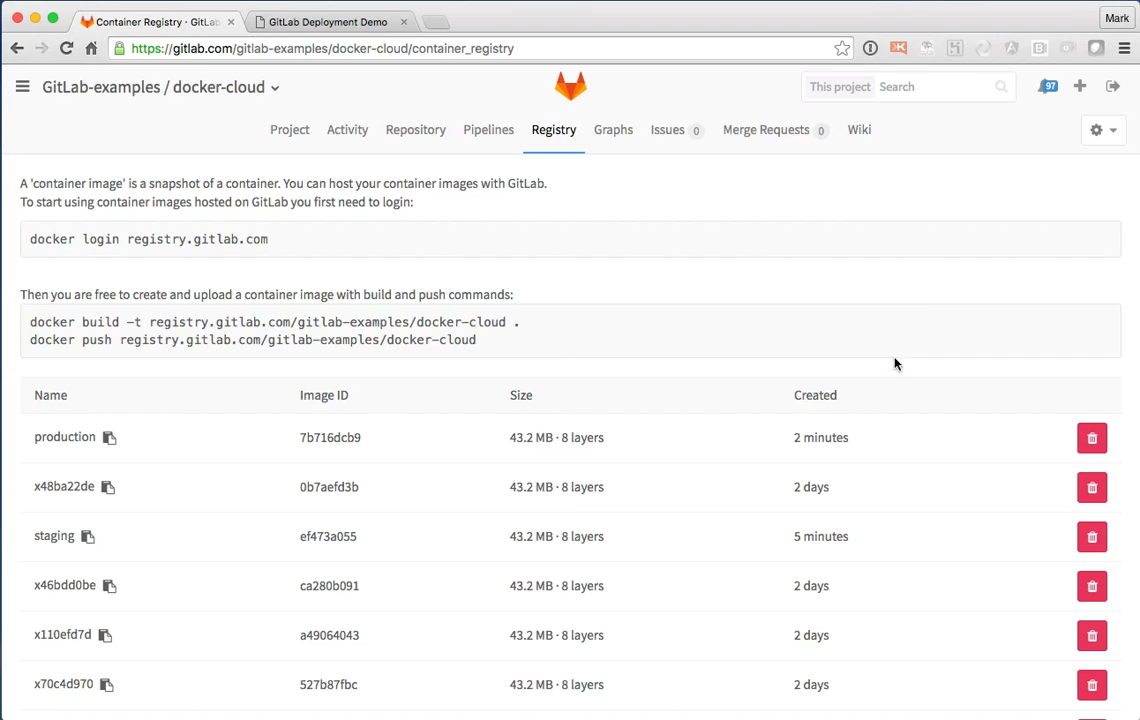 Container Registry · GitLab
GitLab Deployment Demo
Mark
https://gitlab.com/gitlab-examples/docker-cloud/container_registry
GitLab-examples / docker-cloud
This project Search
97
Project Activity Repository Pipelines Registry Graphs Issues 0 Merge Requests 0 Wiki
A 'container image' is a snapshot of a container. You can host your container images with GitLab.
To start using container images hosted on GitLab you first need to login:
docker login registry.gitlab.com
Then you are free to create and upload a container image with build and push commands:
docker build -t registry.gitlab.com/gitlab-examples/docker-cloud .
docker push registry.gitlab.com/gitlab-examples/docker-cloud
Name Image ID Size Created
production 7b716dcb9 43.2 MB · 8 layers 2 minutes
x48ba22de 0b7aefd3b 43.2 MB · 8 layers 2 days
staging ef473a055 43.2 MB · 8 layers 5 minutes
x46bdd0be ca280b091 43.2 MB · 8 layers 2 days
x110efd7d a49064043 43.2 MB · 8 layers 2 days
x70c4d970 527b87fbc 43.2 MB · 8 layers 2 days